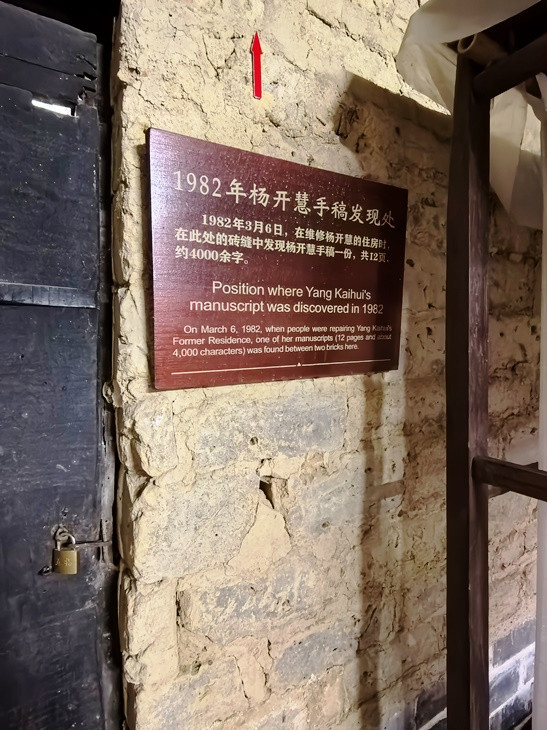 1982年杨开慧手稿发现处
1982年3月6日，在维修杨开慧的住房时，
在此处的砖缝中发现杨开慧手稿一份，共12页，
约4000余字。
Position where Yang Kaihui's
manuscript was discovered in 1982
On March 6, 1982, when people were repairing Yang Kaihui's
Former Residence, one of her manuscripts (12 pages and about
4,000 characters) was found between two bricks here.